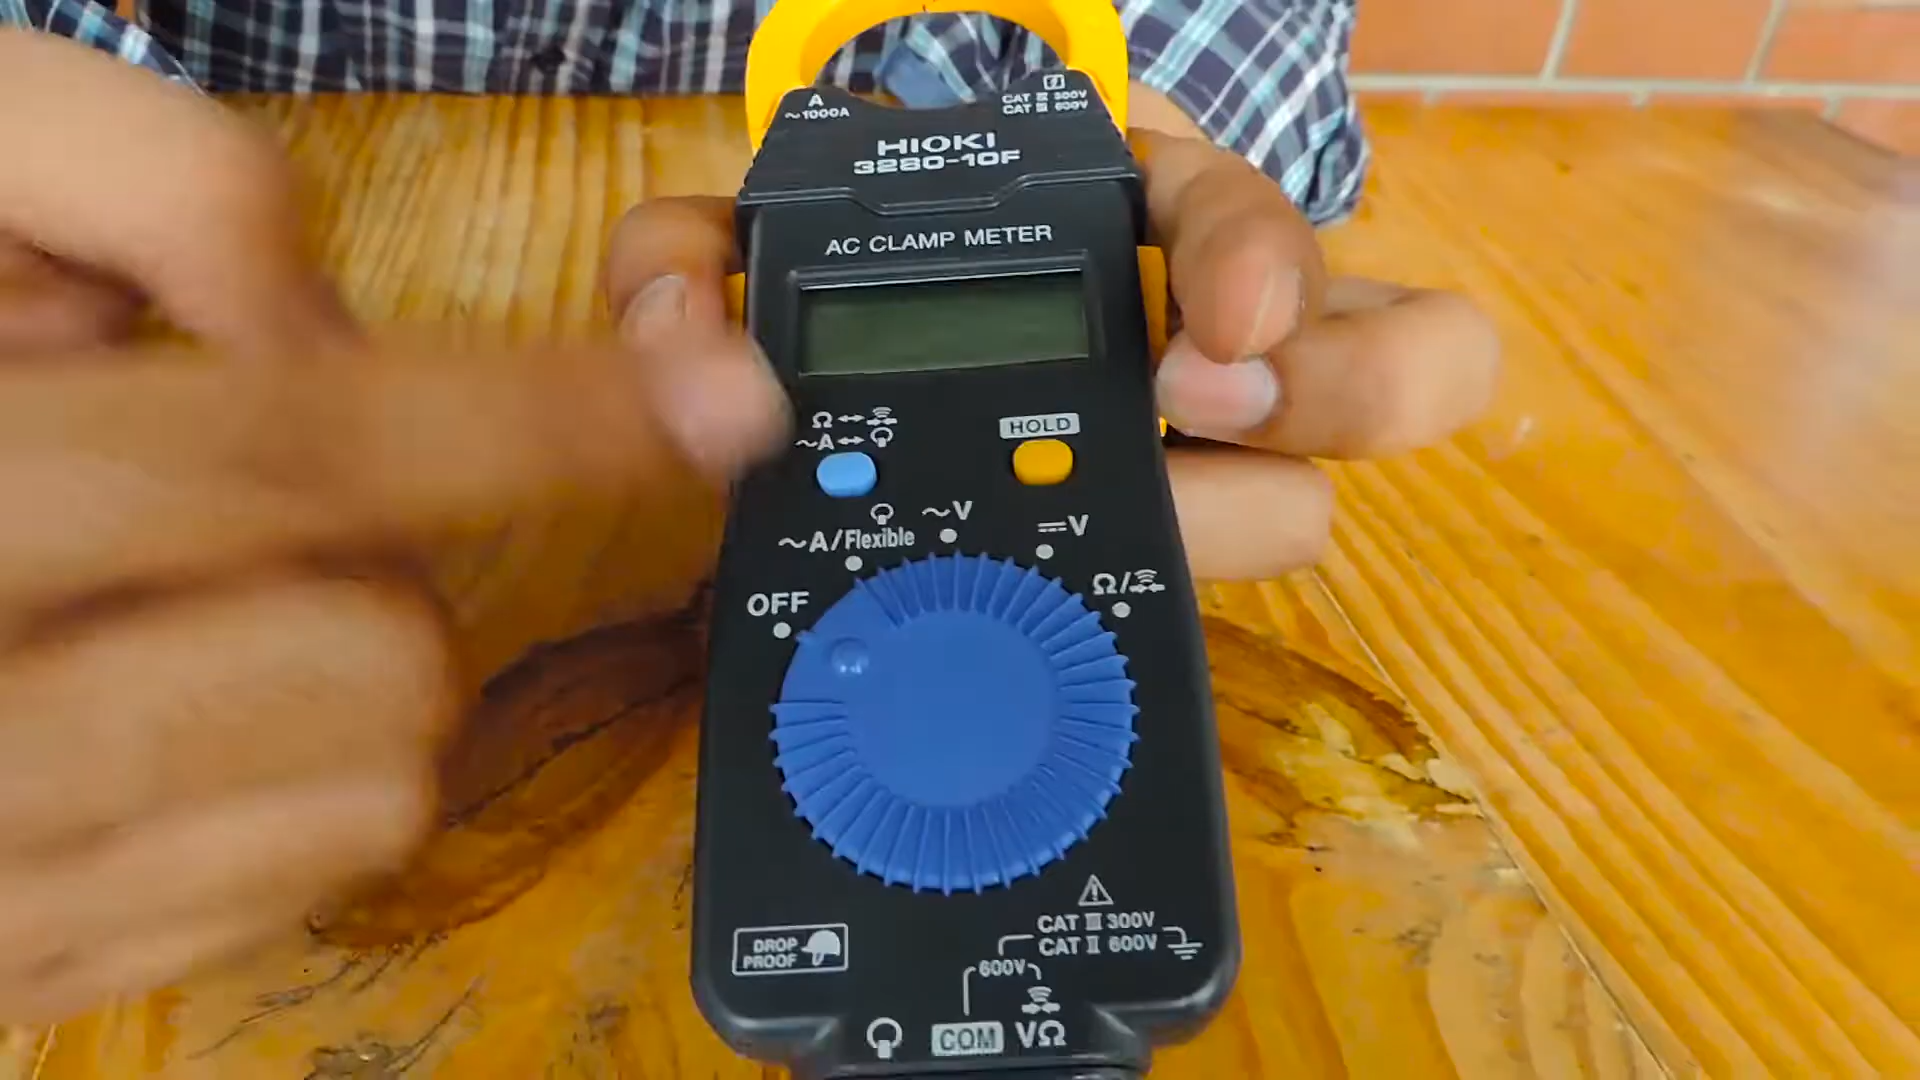 A
~1000A
CAT Ⅲ 300V
CAT Ⅲ 600V
HIOKI
3280-10F
AC CLAMP METER
Ω↔
~A↔
HOLD
~V
⎓V
~A/Flexible
Ω/
OFF
CAT Ⅲ 300V
CAT Ⅱ 600V
600V
DROP
PROOF
COM
VΩ